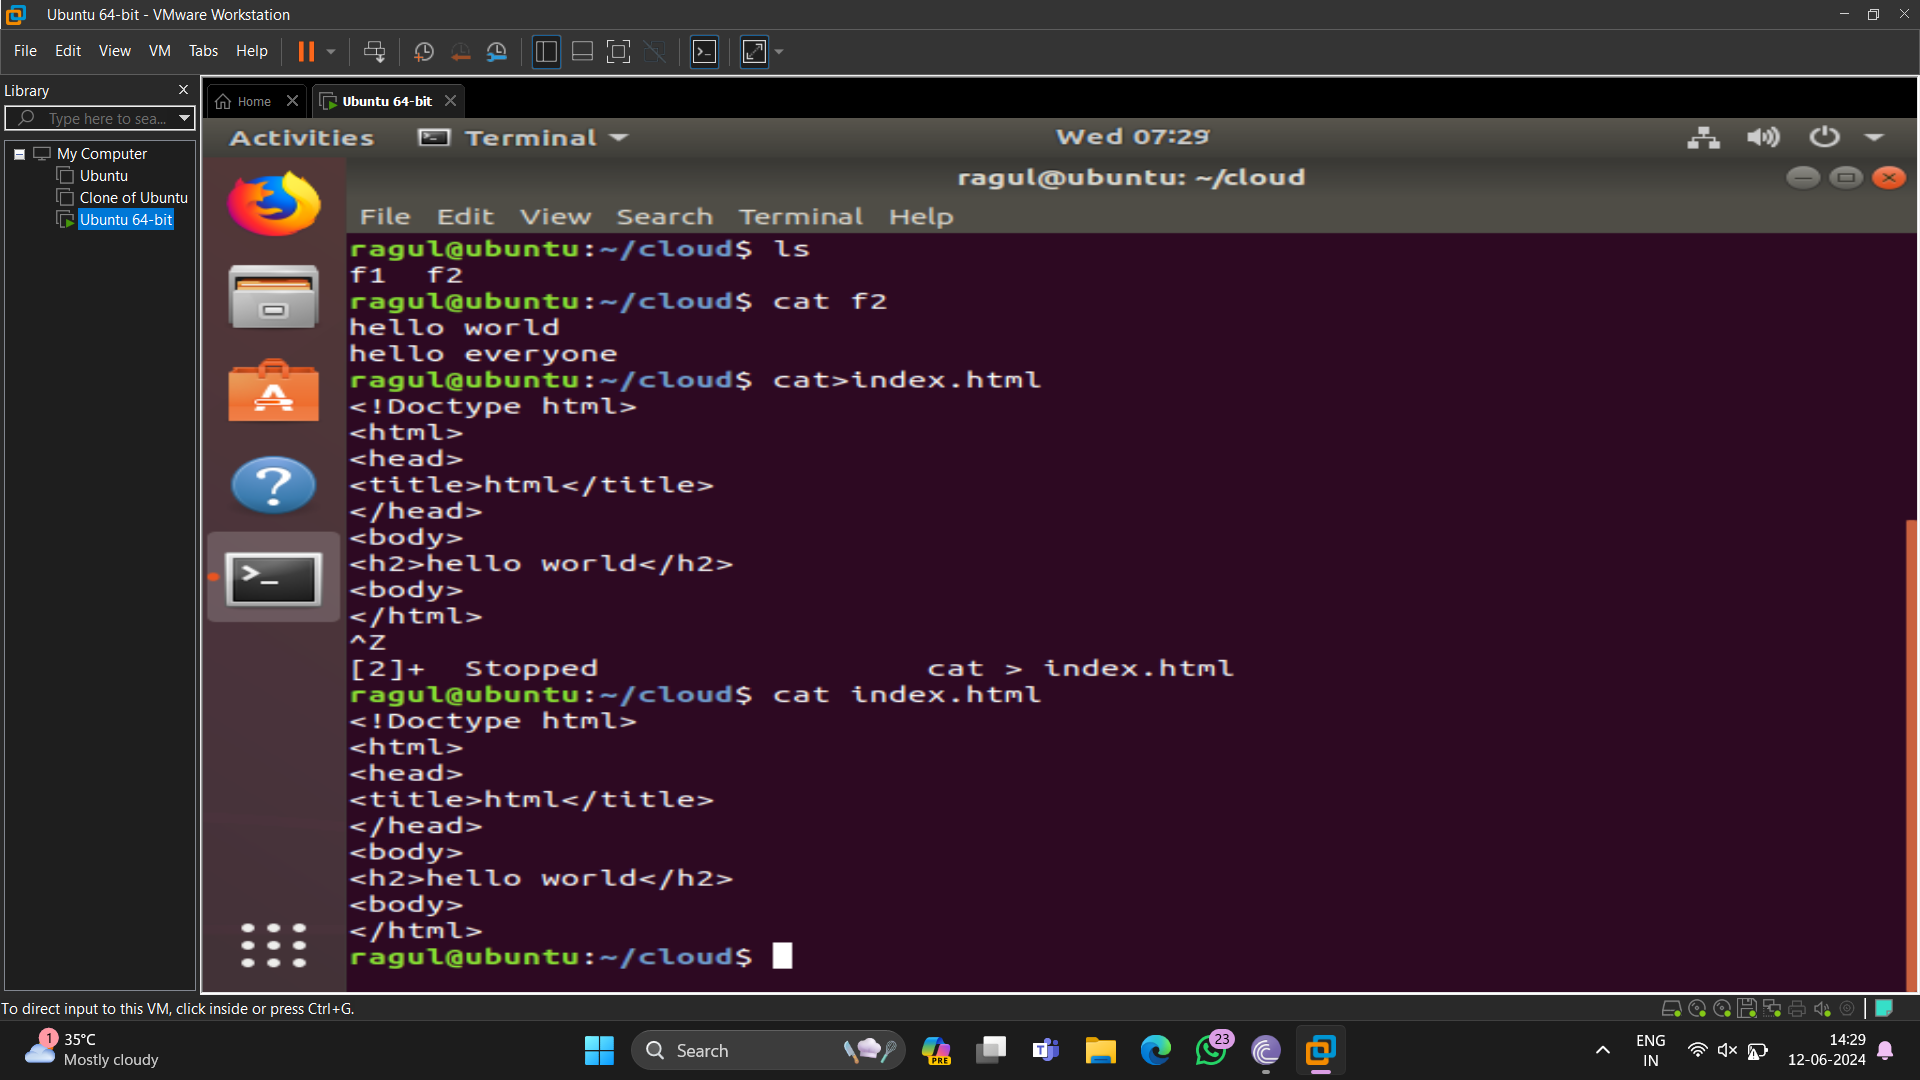 Ubuntu 64-bit - VMware Workstation
File Edit View VM Tabs Help
Library
Type here to sea...
My Computer
Ubuntu
Clone of Ubuntu
Ubuntu 64-bit
Home Ubuntu 64-bit
Activities Terminal Wed 07:29
ragul@ubuntu: ~/cloud
File Edit View Search Terminal Help
ragul@ubuntu:~/cloud$ ls
f1 f2
ragul@ubuntu:~/cloud$ cat f2
hello world
hello everyone
ragul@ubuntu:~/cloud$ cat>index.html
<!Doctype html>
<html>
<head>
<title>html</title>
</head>
<body>
<h2>hello world</h2>
<body>
</html>
^Z
[2]+ Stopped cat > index.html
ragul@ubuntu:~/cloud$ cat index.html
<!Doctype html>
<html>
<head>
<title>html</title>
</head>
<body>
<h2>hello world</h2>
<body>
</html>
ragul@ubuntu:~/cloud$
To direct input to this VM, click inside or press Ctrl+G.
1
35°C
Mostly cloudy
Search
PRE
23
ENG
IN
14:29
12-06-2024